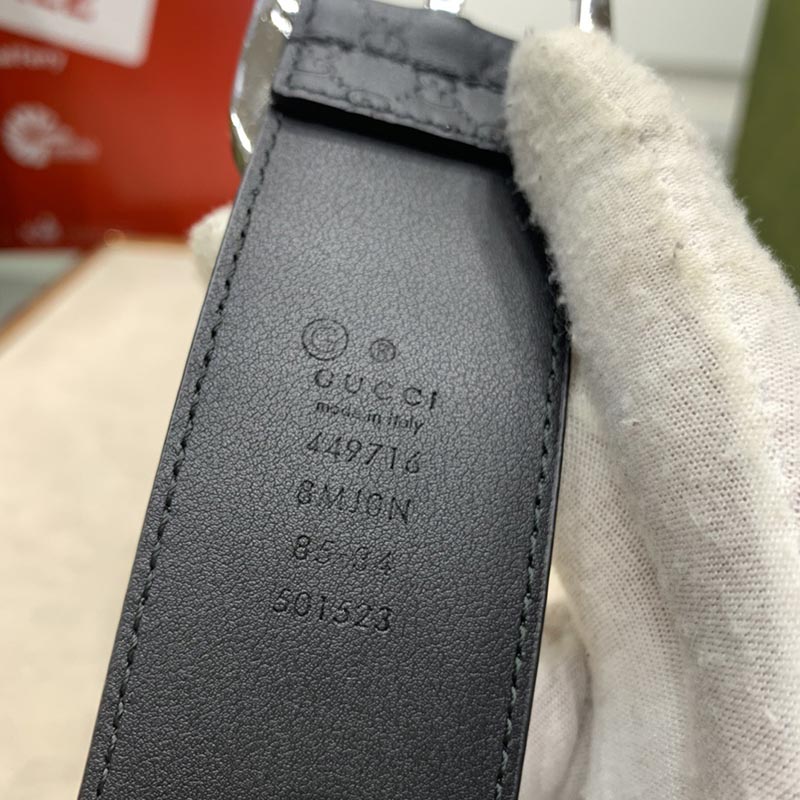 G ®
GUCCI
made in italy
449716
8MJ0N
85-34
501523